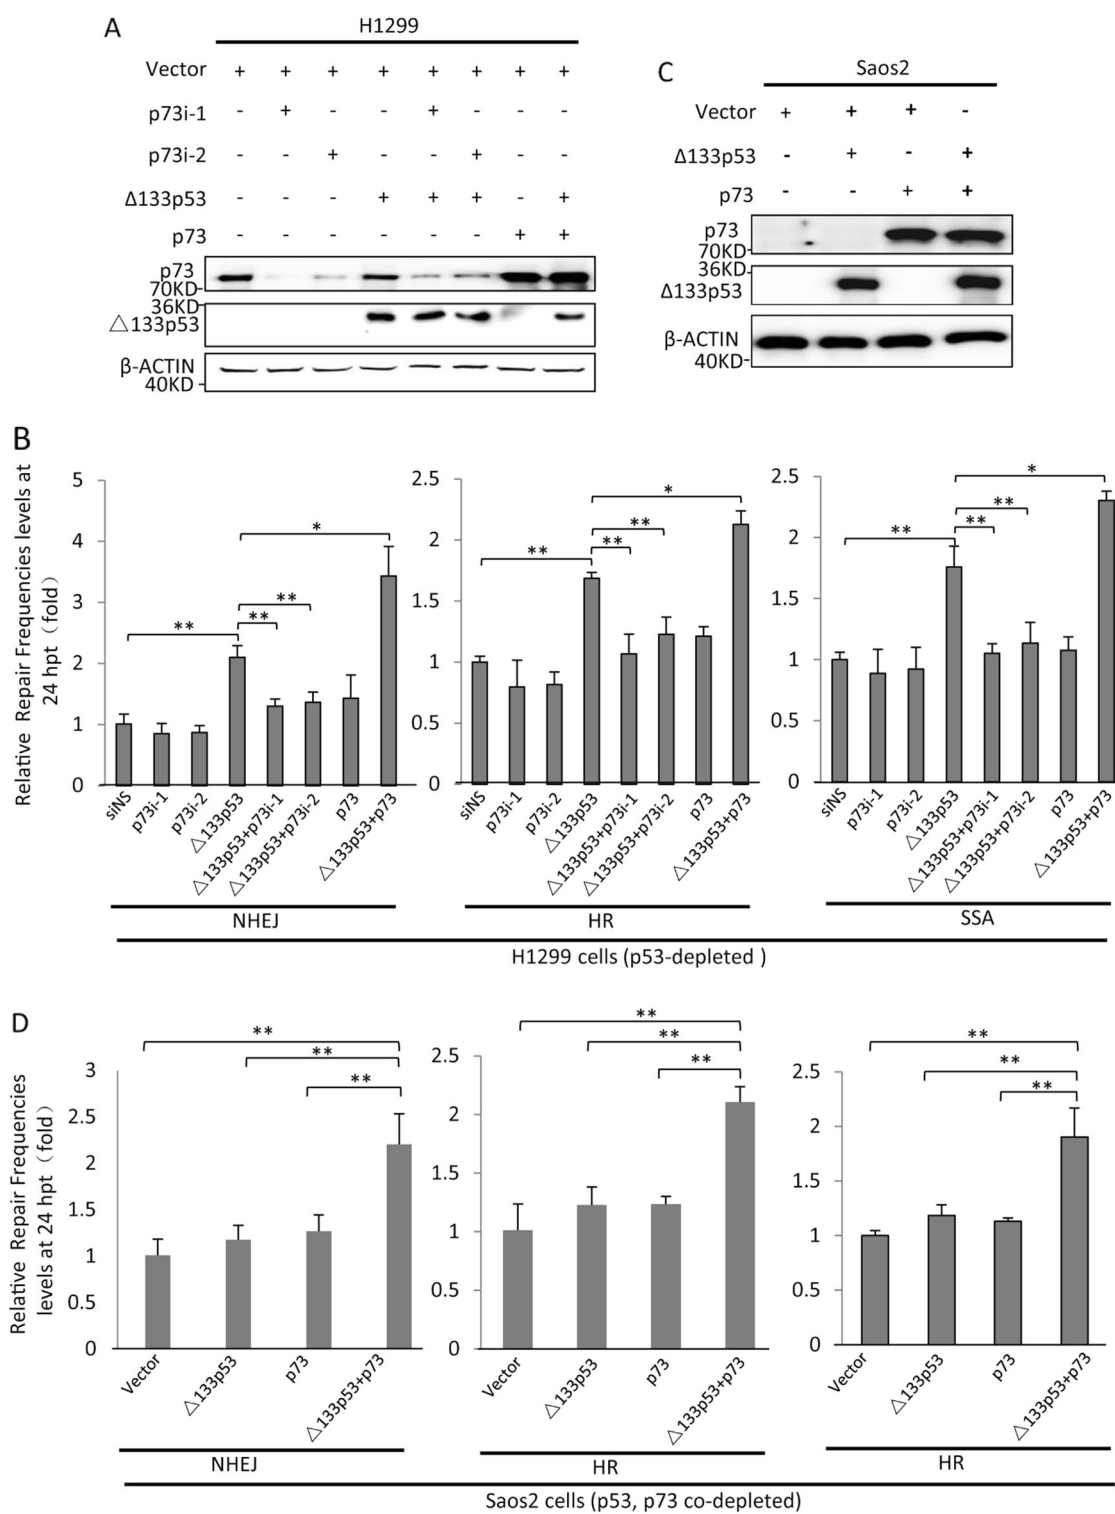 A
H1299
Vector + + + + + + + +
p73i-1 - + - - + - - -
p73i-2 - - + - - + - -
Δ133p53 - - - + + + - +
p73 - - - - - - + +
p73
70KD
36KD
△133p53
β-ACTIN
40KD
C
Saos2
Vector + + + -
Δ133p53 - + - +
p73 - - + +
p73
70KD
36KD
Δ133p53
β-ACTIN
40KD
B
Relative Repair Frequencies levels at
24 hpt (fold)
5
4
3
2
1
0
** ** ** *
siNS
p73i-1
p73i-2
△133p53
△133p53+p73i-1
△133p53+p73i-2
p73
△133p53+p73
NHEJ
2.5
2
1.5
1
0.5
0
** ** ** *
siNS
p73i-1
p73i-2
△133p53
△133p53+p73i-1
△133p53+p73i-2
p73
△133p53+p73
HR
2.5
2
1.5
1
0.5
0
** ** ** *
siNS
p73i-1
p73i-2
△133p53
△133p53+p73i-1
△133p53+p73i-2
p73
△133p53+p73
SSA
H1299 cells (p53-depleted )
D
Relative Repair Frequencies
levels at 24 hpt (fold)
3
2.5
2
1.5
1
0.5
0
** ** **
Vector
△133p53
p73
△133p53+p73
NHEJ
2.5
2
1.5
1
0.5
0
** ** **
Vector
△133p53
p73
△133p53+p73
HR
2.5
2
1.5
1
0.5
0
** ** **
Vector
△133p53
p73
△133p53+p73
HR
Saos2 cells (p53, p73 co-depleted)